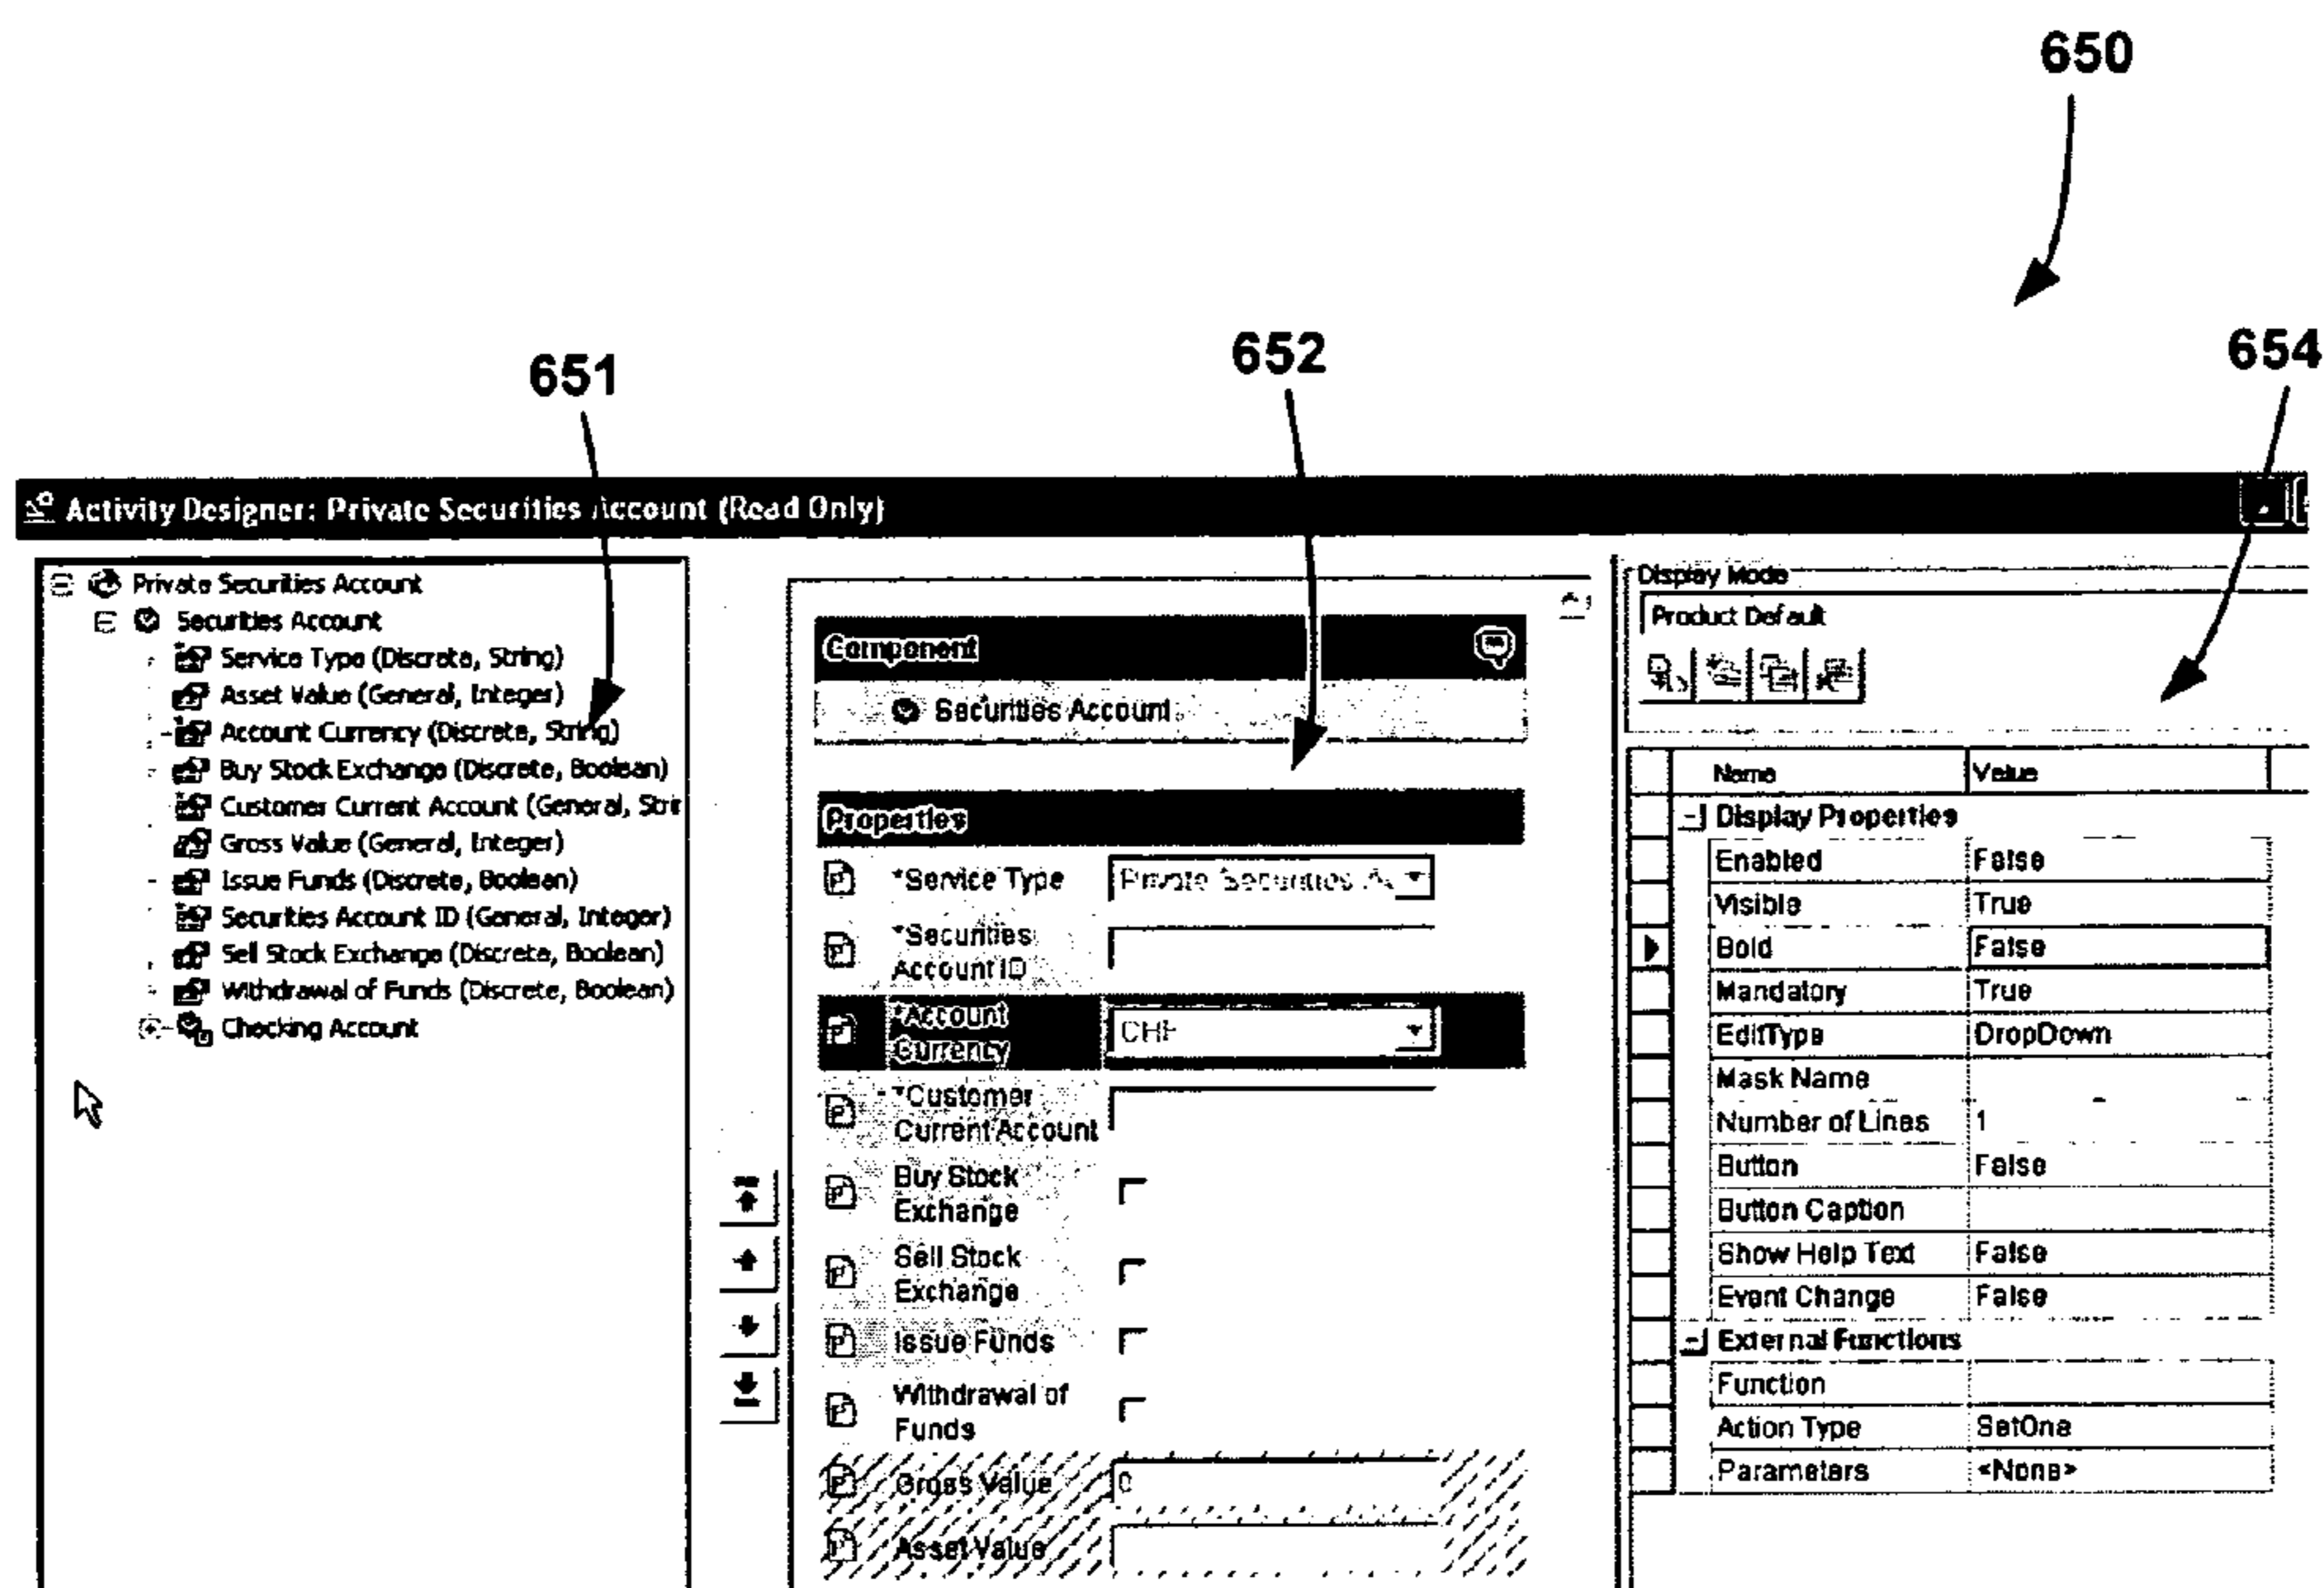 650
651
652
654
Activity Designer: Private Securities Account (Read Only)
Private Securities Account
Securities Account
Service Type (Discrete, String)
Asset Value (General, Integer)
Account Currency (Discrete, String)
Buy Stock Exchange (Discrete, Boolean)
Customer Current Account (General, Strir
Gross Value (General, Integer)
Issue Funds (Discrete, Boolean)
Securities Account ID (General, Integer)
Sell Stock Exchange (Discrete, Boolean)
Withdrawal of Funds (Discrete, Boolean)
Checking Account
Component
Securities Account
Properties
*Service Type Private Securities Ac
*Securities
Account ID
*Account
Currency
CHF
*Customer
Current Account
Buy Stock
Exchange
Sell Stock
Exchange
Issue Funds
Withdrawal of
Funds
Gross Value 0
Asset Value
Display Mode
Product Default
Name Value
Display Properties
Enabled False
Visible True
Bold False
Mandatory True
EditType DropDown
Mask Name
Number of Lines 1
Button False
Button Caption
Show Help Text False
Event Change False
External Functions
Function
Action Type SetOne
Parameters <None>